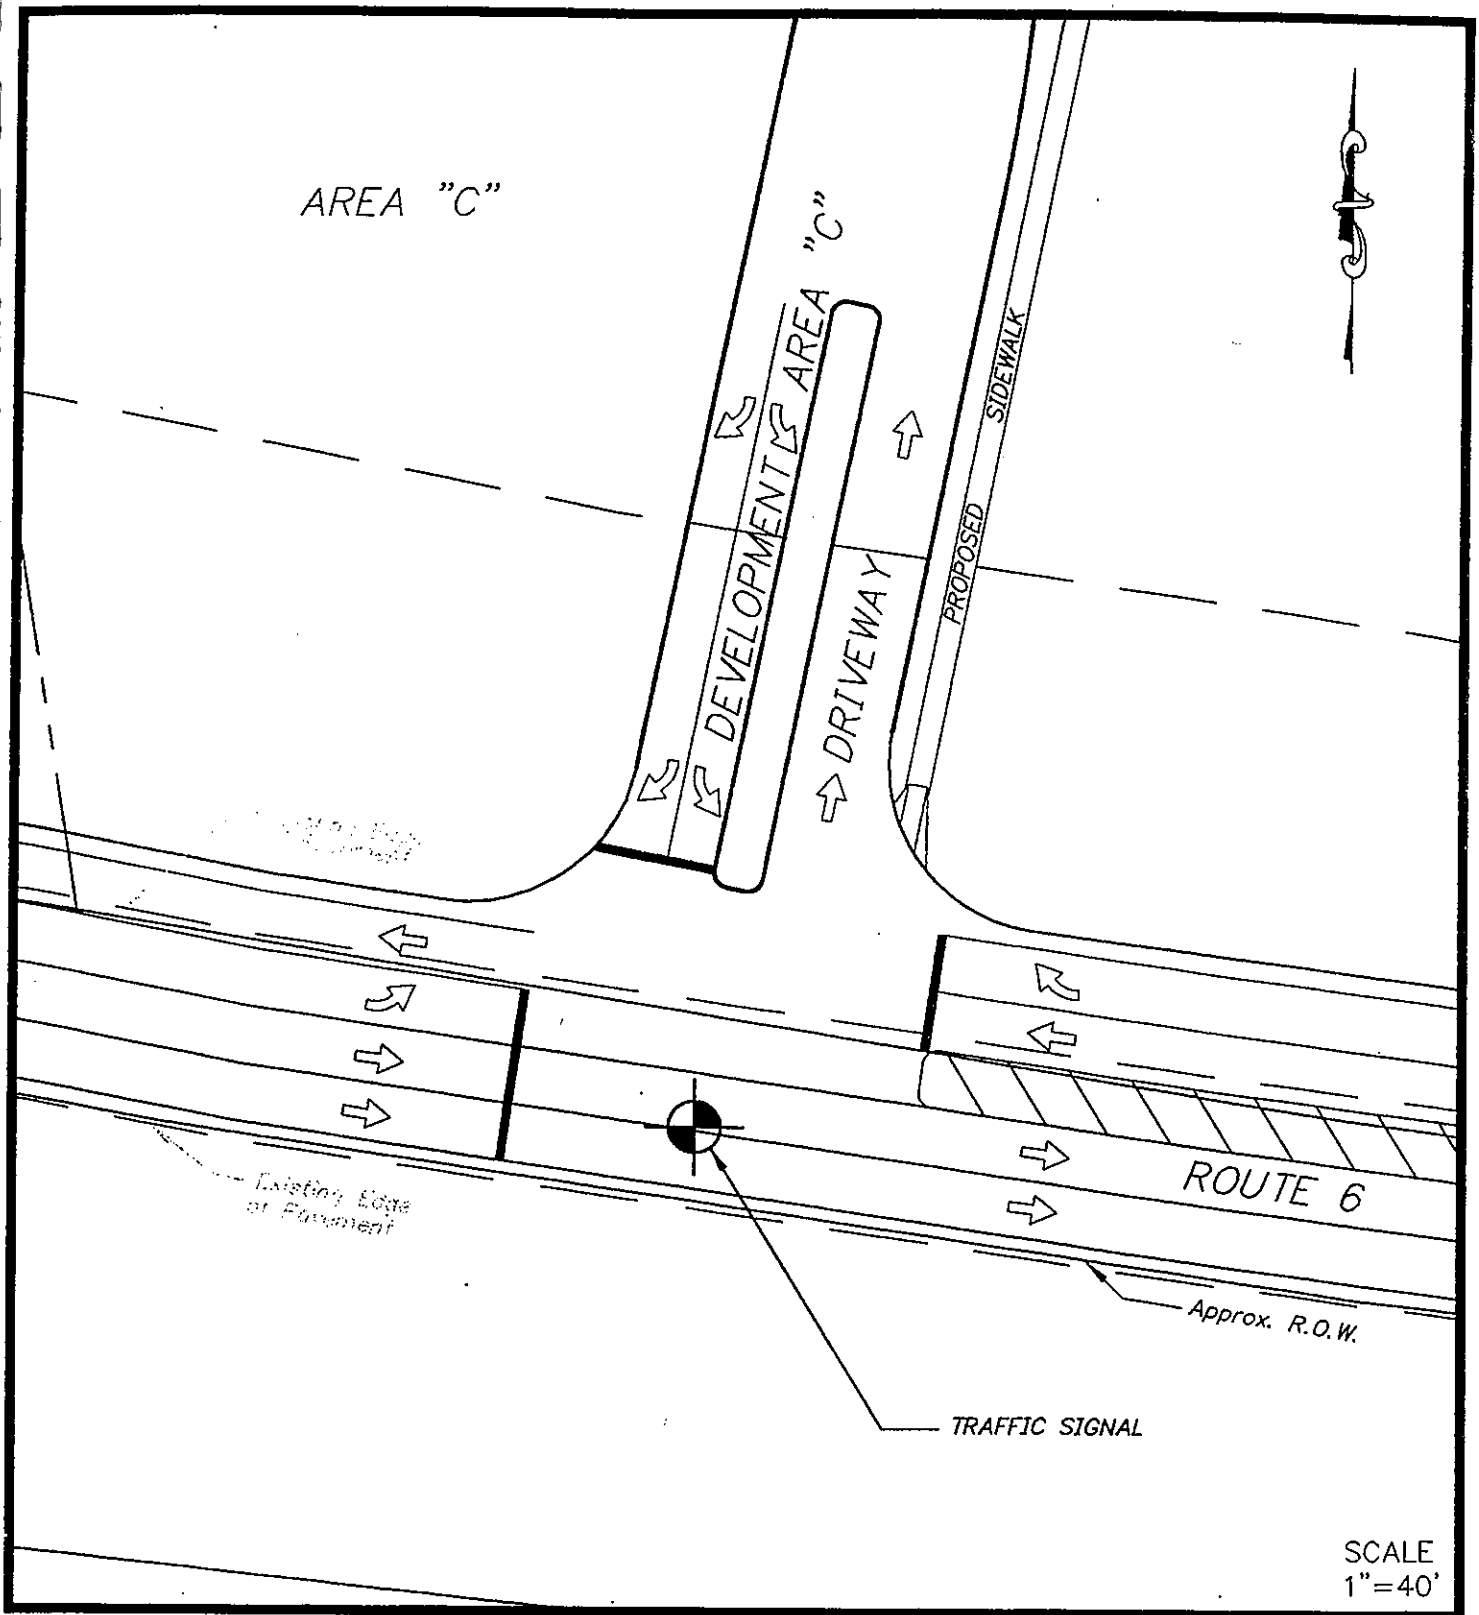 AREA "C"
DEVELOPMENT AREA "C"
DRIVEWAY
PROPOSED SIDEWALK
Existing Edge
of Pavement
ROUTE 6
Approx. R.O.W.
TRAFFIC SIGNAL
SCALE
1"=40'